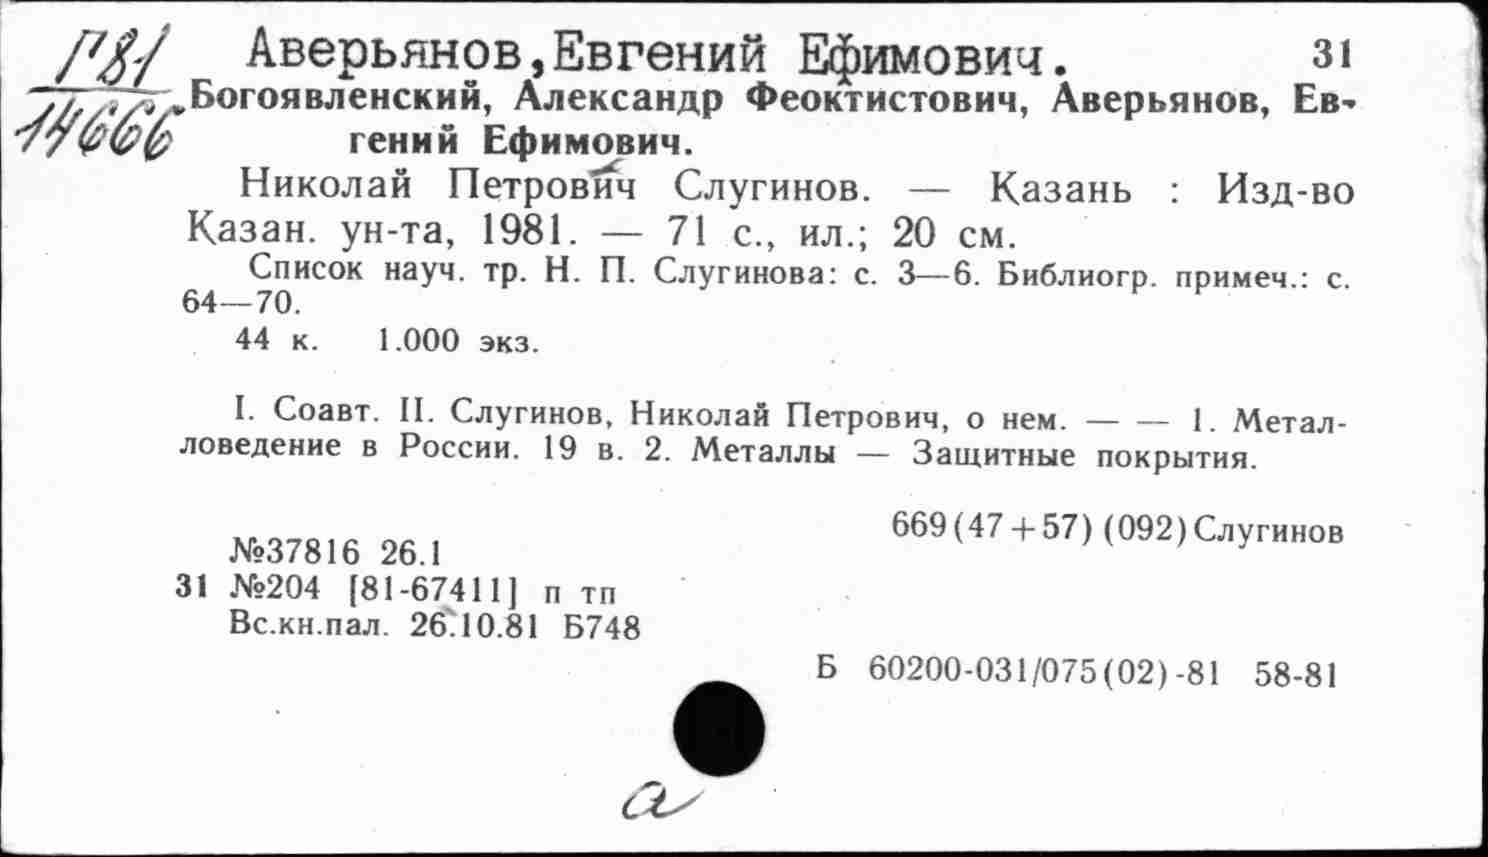 Г81 Аверьянов, Евгений Ефимович. 31
14666 Богоявленский, Александр Феоктистович, Аверьянов, Ев-
гений Ефимович.
Николай Петрович Слугинов. — Казань : Изд-во
Казан. ун-та, 1981. — 71 с., ил.; 20 см.
Список науч. тр. Н. П. Слугинова: с. 3—6. Библиогр. примеч.: с.
64—70.
44 к. 1.000 экз.
I. Соавт. II. Слугинов, Николай Петрович, о нем. — — 1. Метал-
ловедение в России. 19 в. 2. Металлы — Защитные покрытия.
669(47+57)(092)Слугинов
№37816 26.1
31 №204 [81-67411] п тп
Вс.кн.пал. 26.10.81 Б748
Б 60200-031/075(02)-81 58-81
а